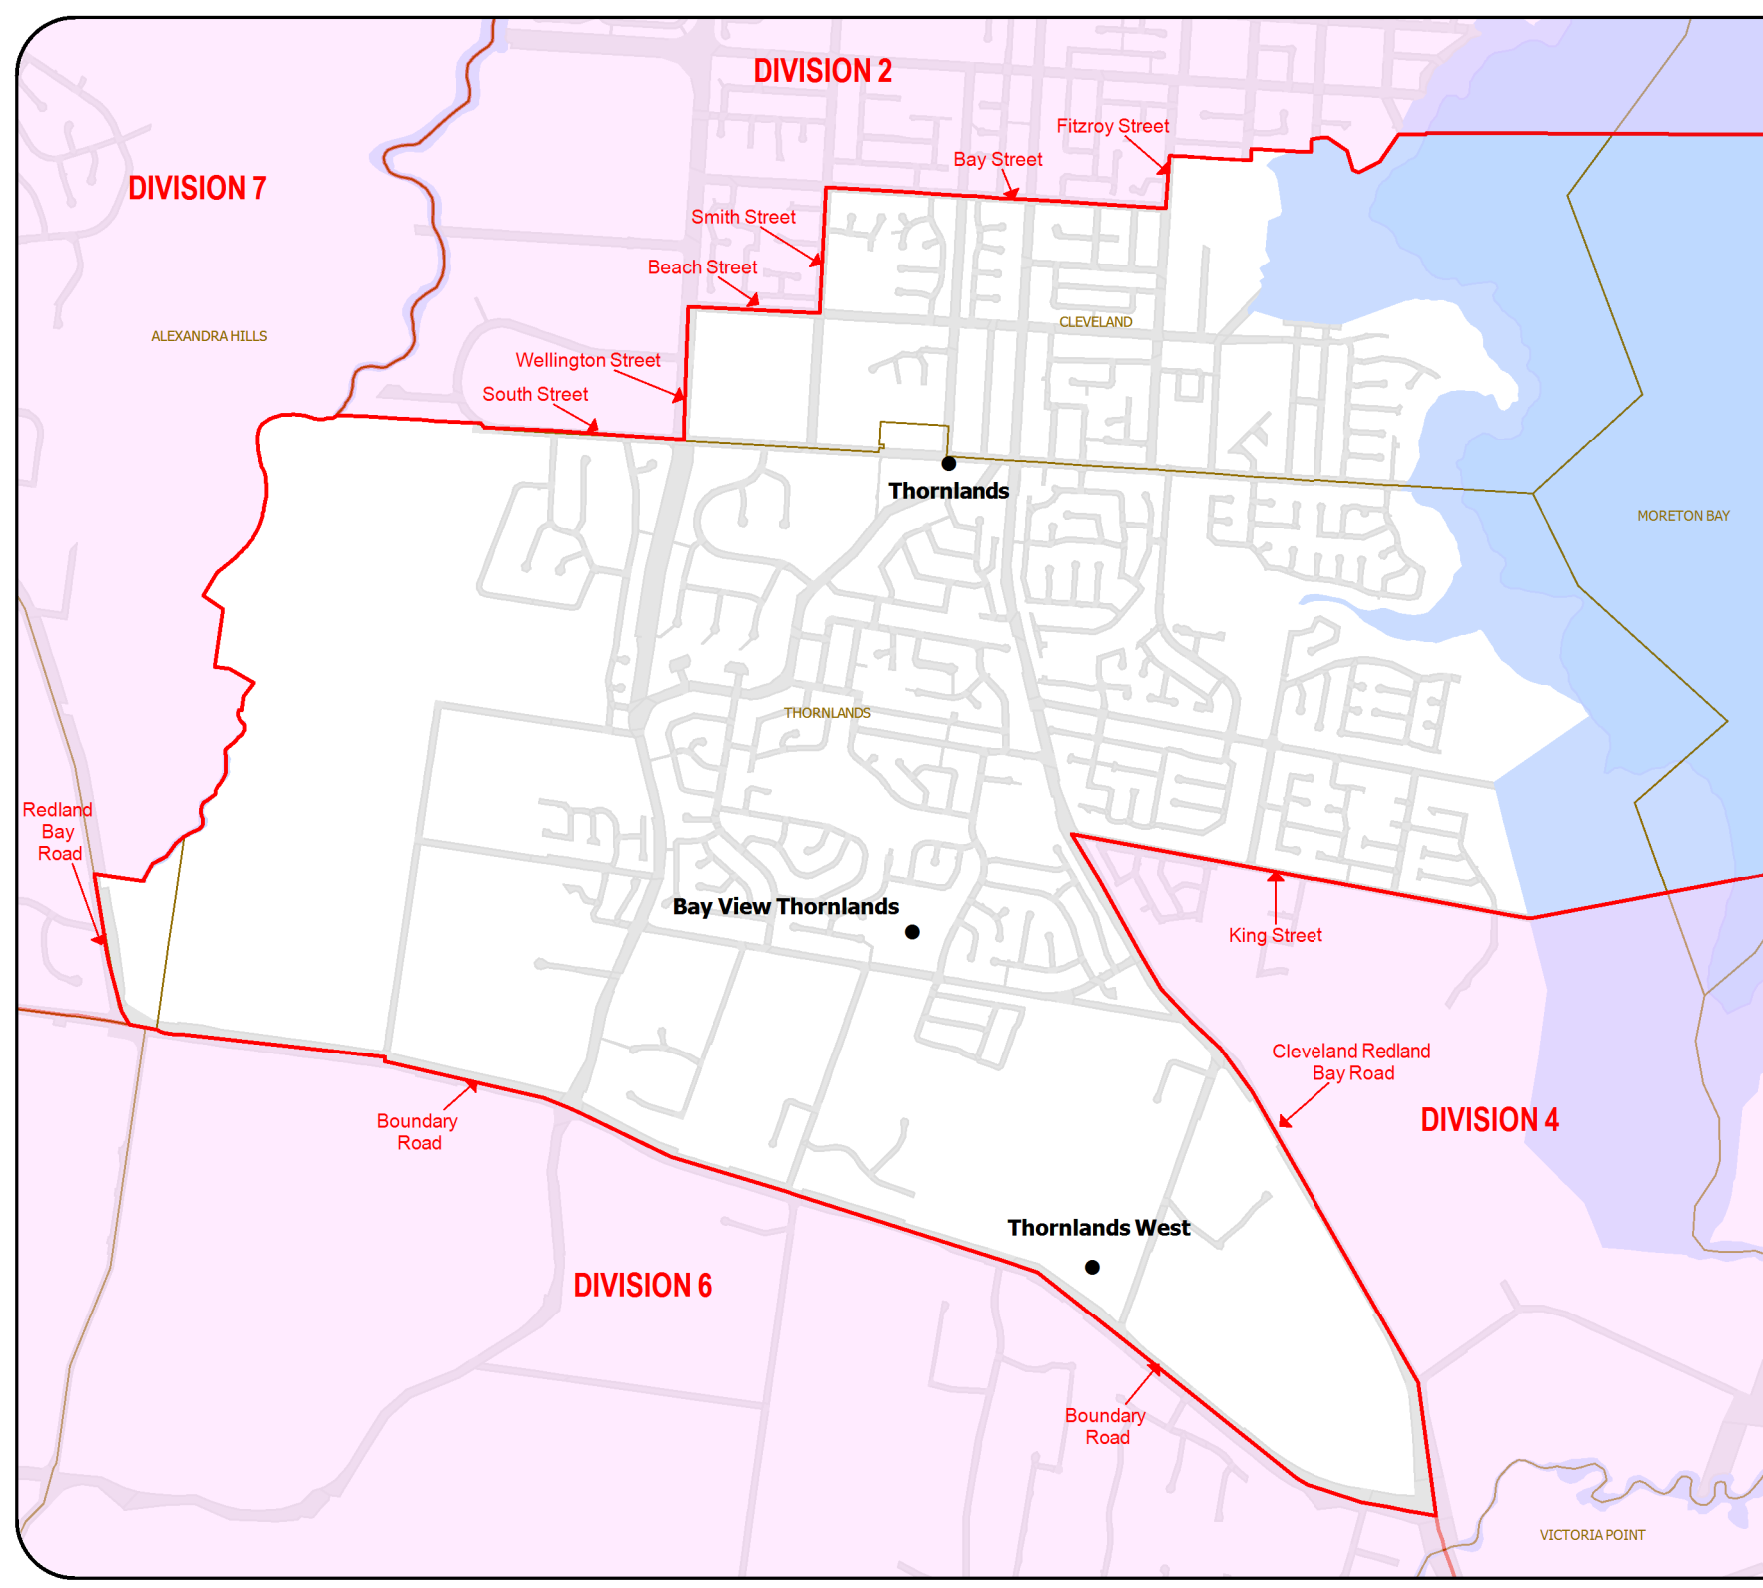 DIVISION 2
Fitzroy Street
Bay Street
DIVISION 7
Smith Street
Beach Street
CLEVELAND
ALEXANDRA HILLS
Wellington Street
South Street
Thornlands
MORETON BAY
THORNLANDS
Redland
Bay
Road
Bay View Thornlands
King Street
Cleveland Redland
Bay Road
DIVISION 4
Boundary
Road
Thornlands West
DIVISION 6
Boundary
Road
VICTORIA POINT